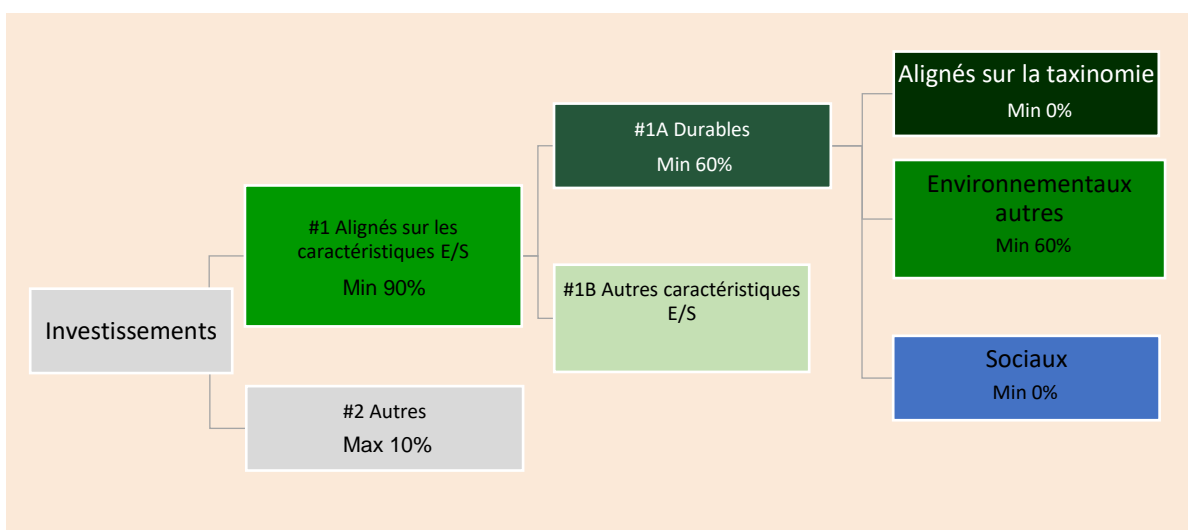 Investissements
#1 Alignés sur les
caractéristiques E/S
Min 90%
#2 Autres
Max 10%
#1A Durables
Min 60%
#1B Autres caractéristiques
E/S
Alignés sur la taxinomie
Min 0%
Environnementaux
autres
Min 60%
Sociaux
Min 0%